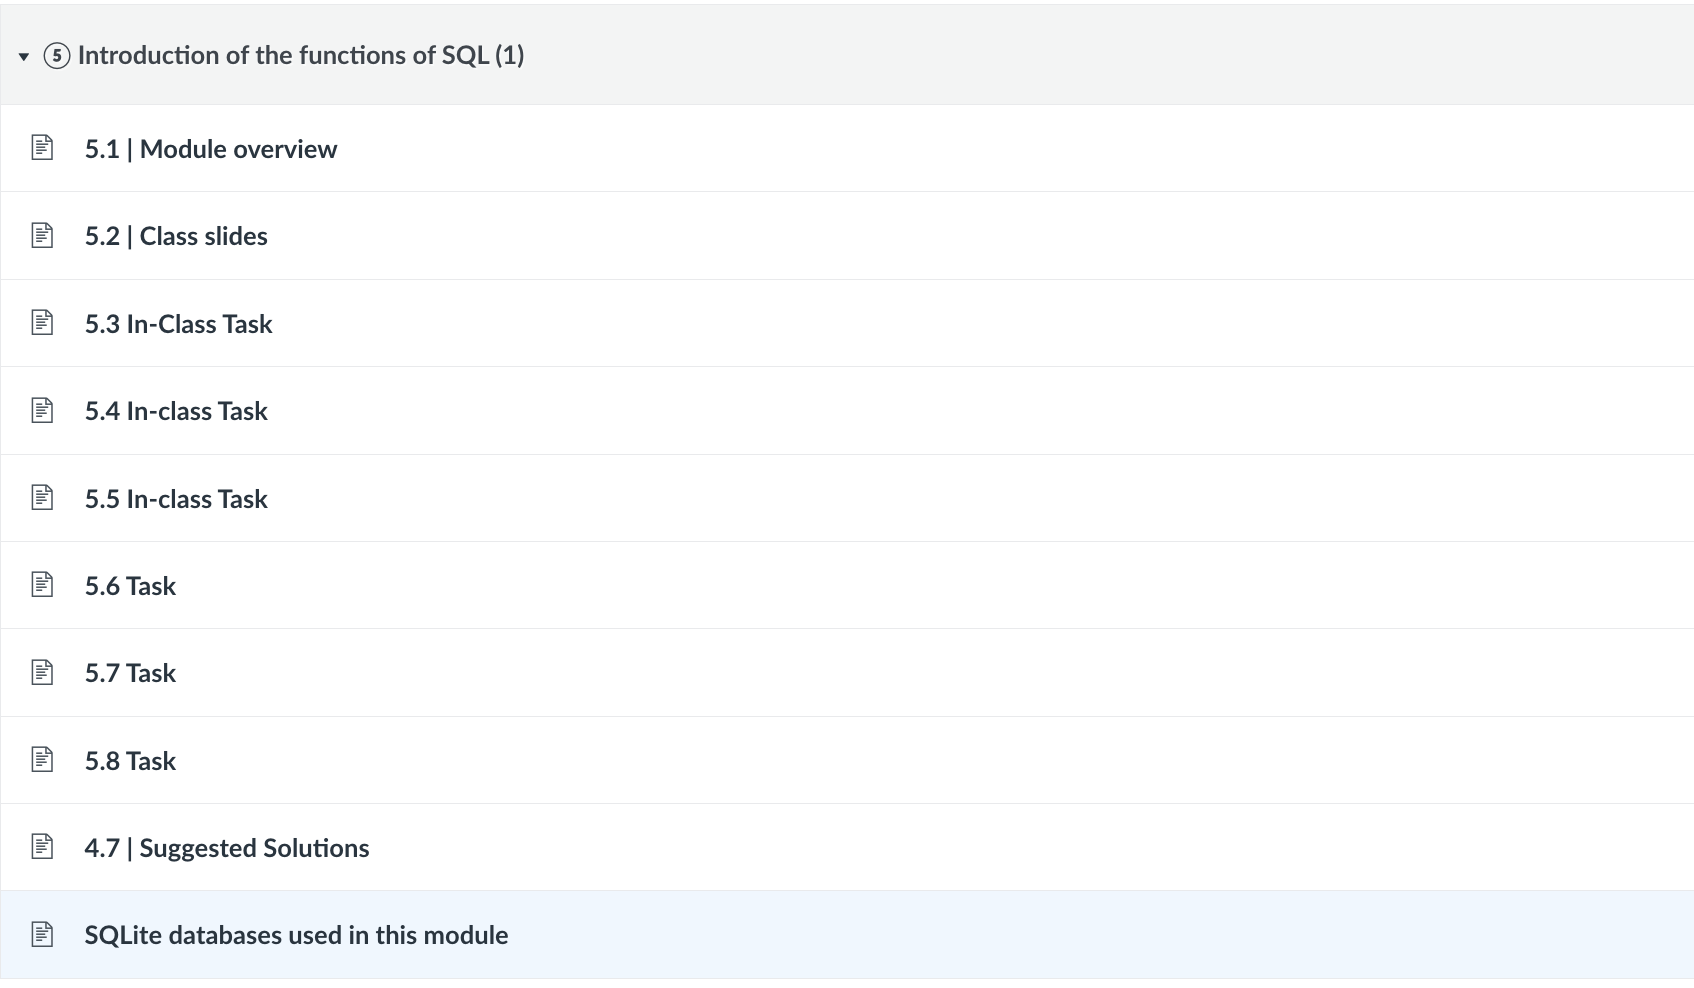 ⑤ Introduction of the functions of SQL (1)
5.1 | Module overview
5.2 | Class slides
5.3 In-Class Task
5.4 In-class Task
5.5 In-class Task
5.6 Task
5.7 Task
5.8 Task
4.7 | Suggested Solutions
SQLite databases used in this module